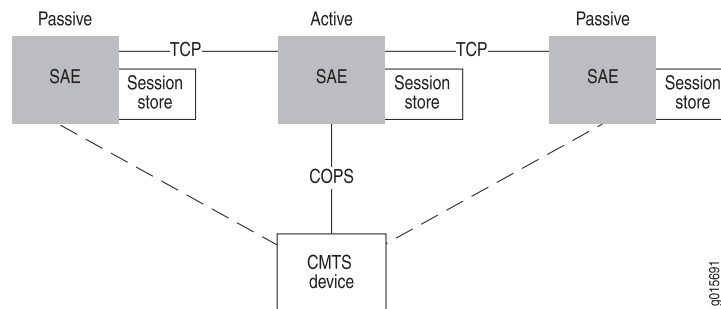 Passive
Active
Passive
TCP
TCP
SAE
Session
store
SAE
Session
store
SAE
Session
store
COPS
CMTS
device
g015691